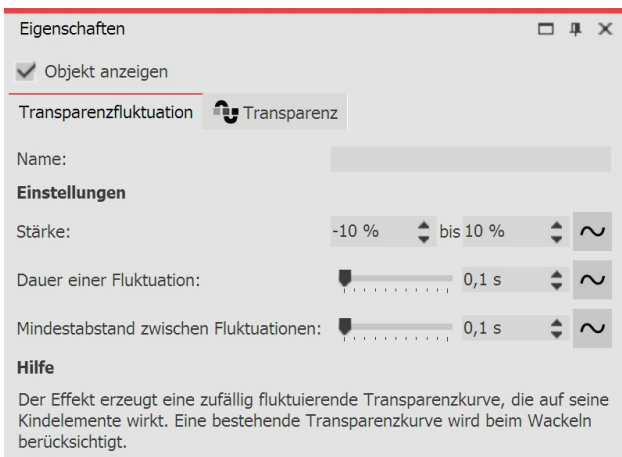 Eigenschaften
Objekt anzeigen
Transparenzfluktuation Transparenz
Name:
Einstellungen
Stärke: -10 % bis 10 %
Dauer einer Fluktuation: 0,1 s
Mindestabstand zwischen Fluktuationen: 0,1 s
Hilfe
Der Effekt erzeugt eine zufällig fluktuierende Transparenzkurve, die auf seine
Kindelemente wirkt. Eine bestehende Transparenzkurve wird beim Wackeln
berücksichtigt.